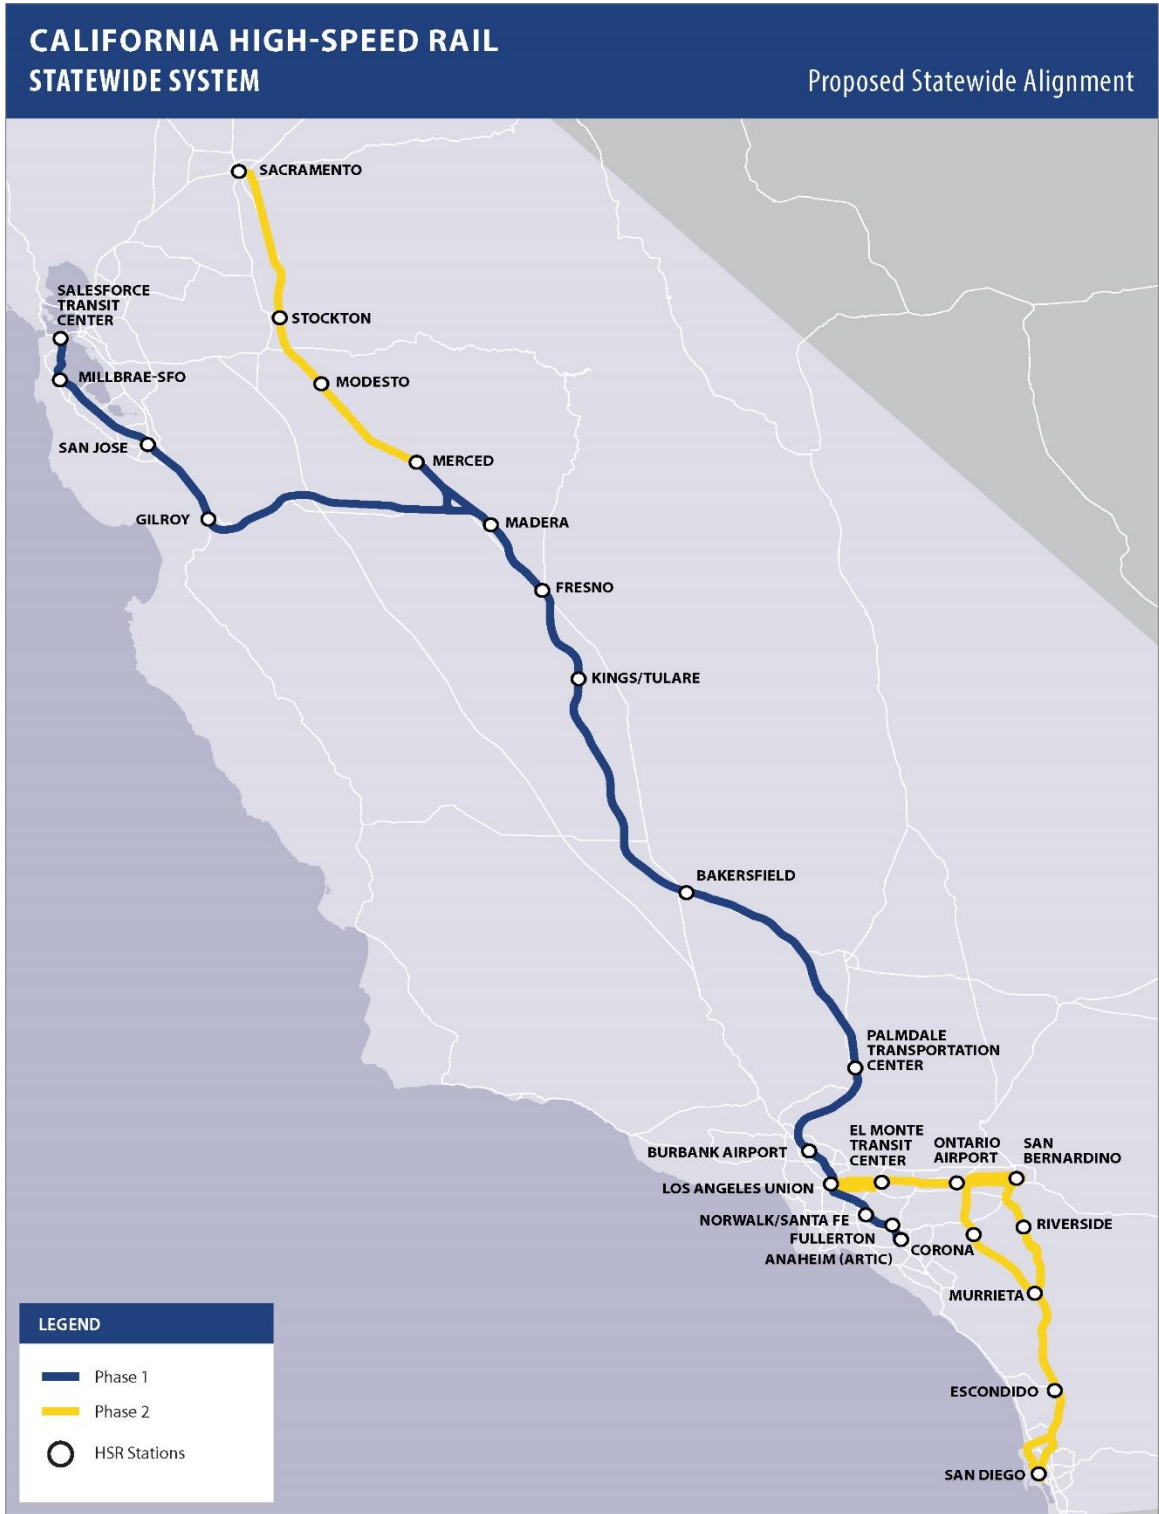 CALIFORNIA HIGH-SPEED RAIL
STATEWIDE SYSTEM
Proposed Statewide Alignment
SACRAMENTO
SALESFORCE
TRANSIT
CENTER
STOCKTON
MILLBRAE-SFO
MODESTO
SAN JOSE
MERCED
GILROY
MADERA
FRESNO
KINGS/TULARE
BAKERSFIELD
PALMDALE
TRANSPORTATION
CENTER
BURBANK AIRPORT
EL MONTE
TRANSIT
CENTER
ONTARIO
AIRPORT
SAN
BERNARDINO
LOS ANGELES UNION
NORWALK/SANTA FE
FULLERTON
ANAHEIM (ARTIC)
CORONA
RIVERSIDE
MURRIETA
ESCONDIDO
SAN DIEGO
LEGEND
Phase 1
Phase 2
HSR Stations